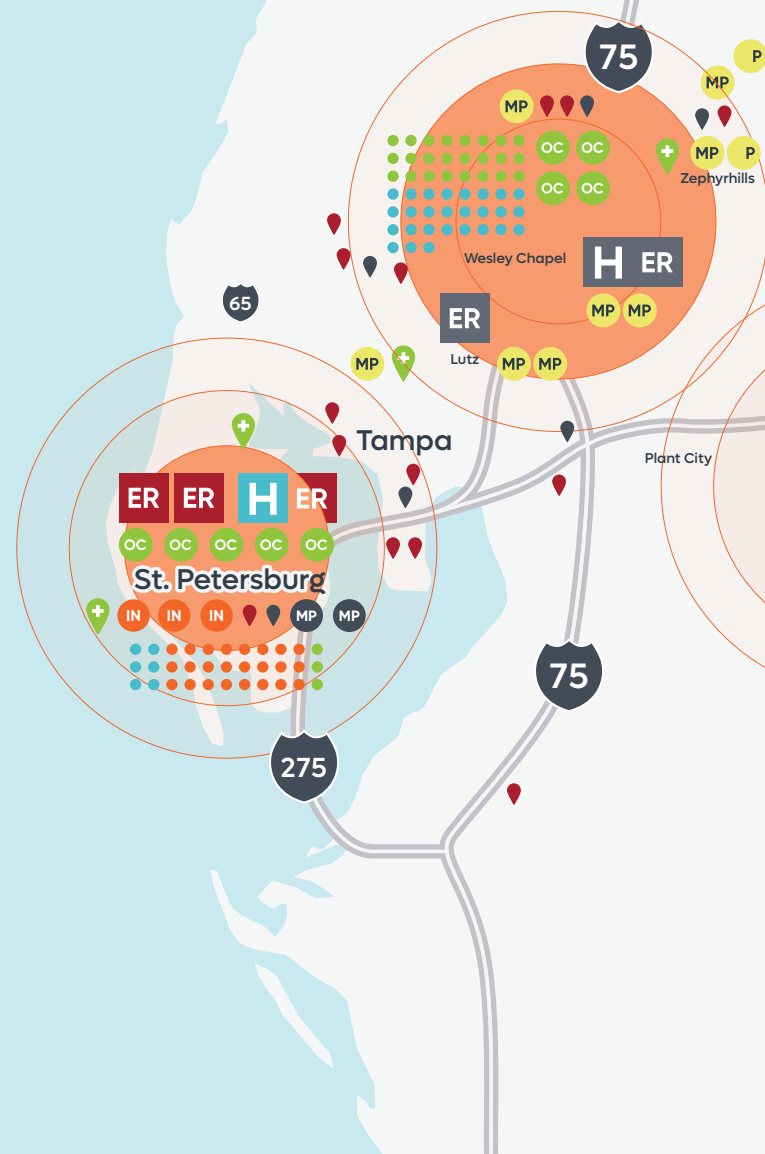 75
P
MP
MP
OC OC
MP P
OC OC
Zephyrhills
Wesley Chapel
H ER
65
MP MP
ER
Lutz
MP
MP MP
Tampa
Plant City
ER ER H ER
OC OC OC OC OC
St. Petersburg
IN IN IN MP MP
75
275